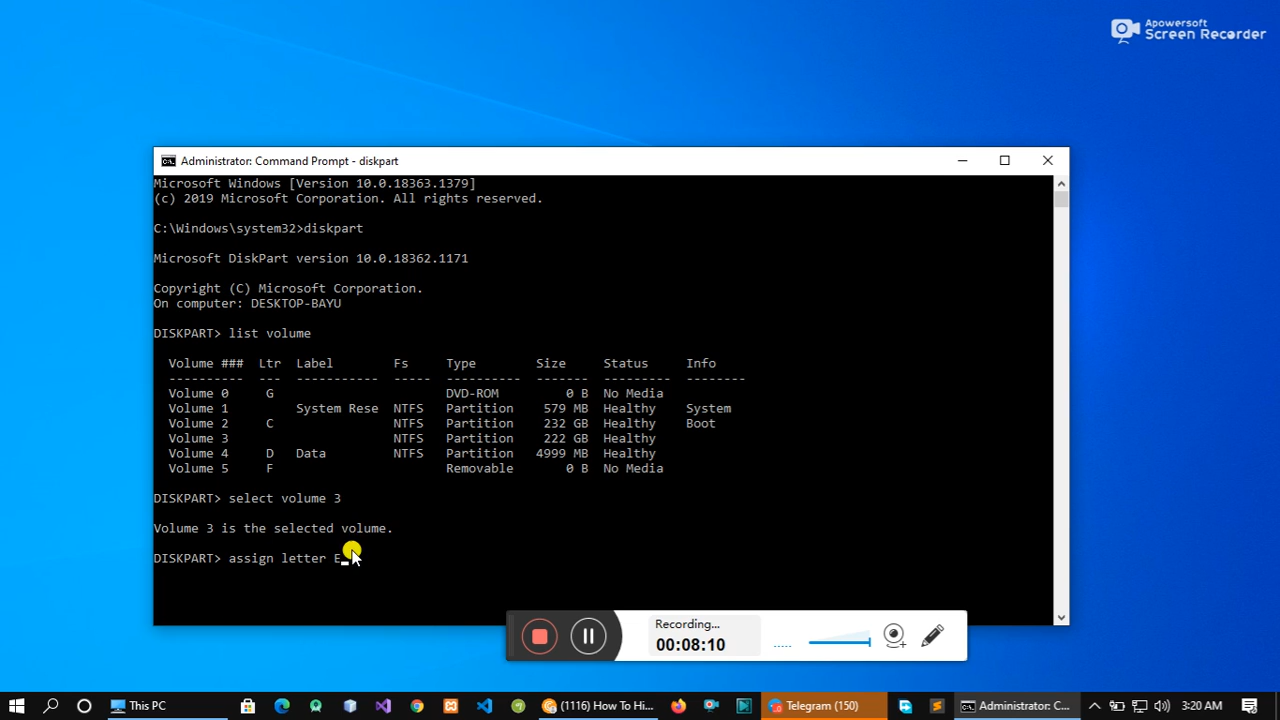 Apowersoft
Screen Recorder
Administrator: Command Prompt - diskpart
Microsoft Windows [Version 10.0.18363.1379]
(c) 2019 Microsoft Corporation. All rights reserved.
C:\Windows\system32>diskpart
Microsoft DiskPart version 10.0.18362.1171
Copyright (C) Microsoft Corporation.
On computer: DESKTOP-BAYU
DISKPART> list volume
Volume ### Ltr Label Fs Type Size Status Info
---------- --- ----------- ----- ---------- ------- --------- --------
Volume 0 G DVD-ROM 0 B No Media
Volume 1 System Rese NTFS Partition 579 MB Healthy System
Volume 2 C NTFS Partition 232 GB Healthy Boot
Volume 3 NTFS Partition 222 GB Healthy
Volume 4 D Data NTFS Partition 4999 MB Healthy
Volume 5 F Removable 0 B No Media
DISKPART> select volume 3
Volume 3 is the selected volume.
DISKPART> assign letter E_
Recording...
00:08:10
This PC
(1116) How To Hi...
Telegram (150)
Administrator: C...
3:20 AM